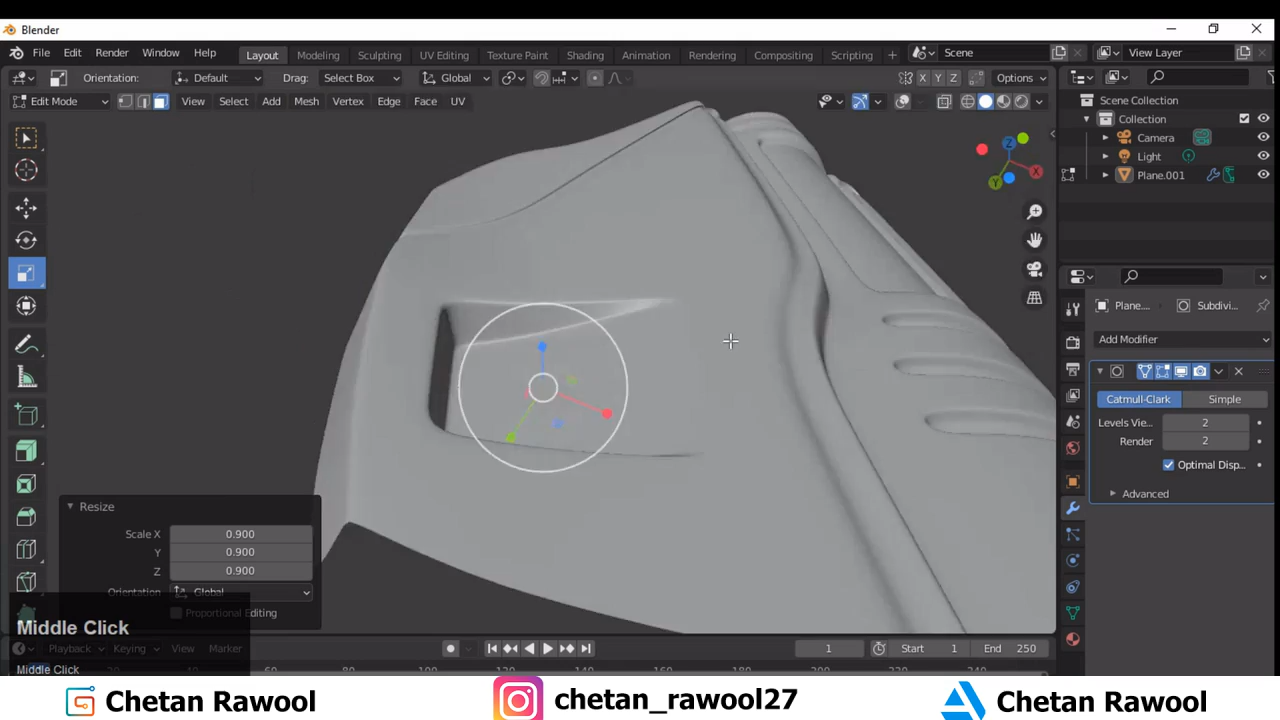 Blender
File Edit Render Window Help Layout Modeling Sculpting UV Editing Texture Paint Shading Animation Rendering Compositing Scripting + Scene View Layer
Orientation: Default Drag: Select Box Global X Y Z Options
Edit Mode View Select Add Mesh Vertex Edge Face UV
Scene Collection
Collection
Camera
Light
Plane.001
Z
X
Y
Plane... Subdivi...
Add Modifier
Catmull-Clark Simple
Levels Vie... 2
Render 2
Optimal Disp...
Advanced
Resize
Scale X 0.900
Y 0.900
Z 0.900
Orientation Global
Proportional Editing
Middle Click
Playback Keying View Marker 1 Start 1 End 250
Middle Click
Chetan Rawool chetan_rawool27 Chetan Rawool